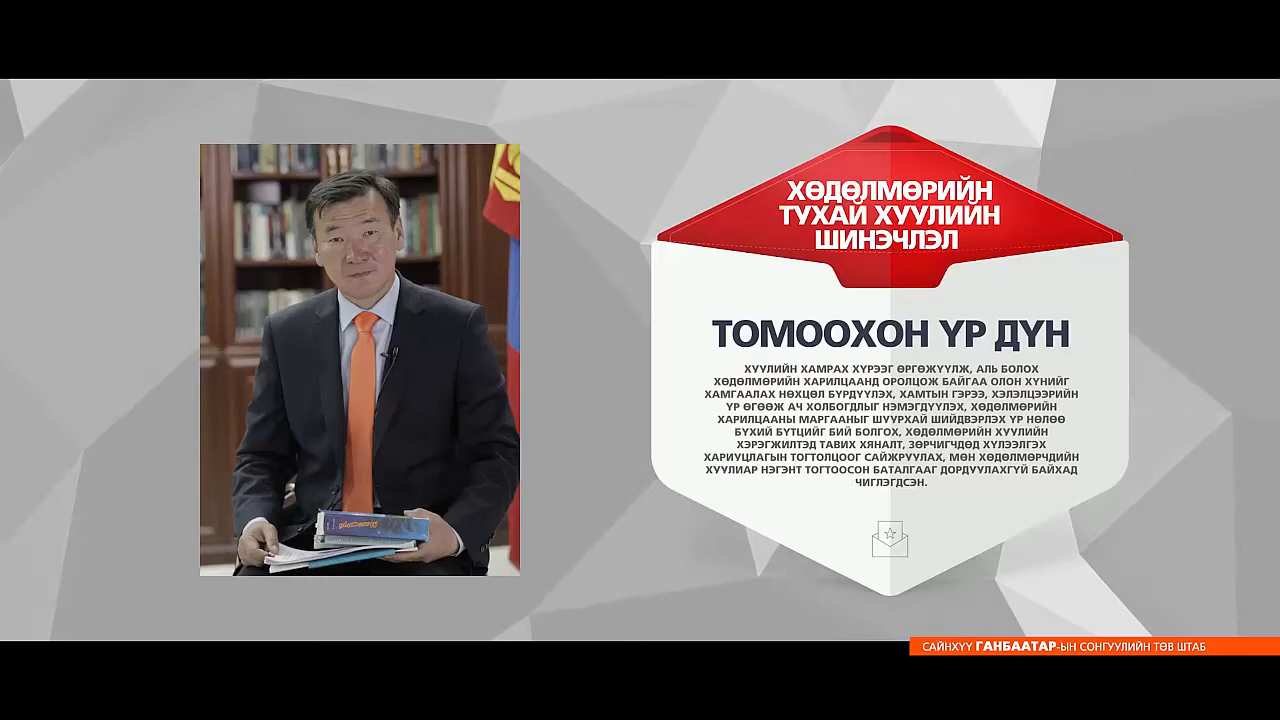 ХӨДӨЛМӨРИЙН
ТУХАЙ ХУУЛИЙН
ШИНЭЧЛЭЛ
ТОМООХОН ҮР ДҮН
ХУУЛИЙН ХАМРАХ ХҮРЭЭГ ӨРГӨЖҮҮЛЖ, АЛЬ БОЛОХ
ХӨДӨЛМӨРИЙН ХАРИЛЦААНД ОРОЛЦОЖ БАЙГАА ОЛОН ХҮНИЙГ
ХАМГААЛАХ НӨХЦӨЛ БҮРДҮҮЛЭХ, ХАМТЫН ГЭРЭЭ, ХЭЛЭЛЦЭЭРИЙН
ҮР ӨГӨӨЖ АЧ ХОЛБОГДЛЫГ НЭМЭГДҮҮЛЭХ, ХӨДӨЛМӨРИЙН
ХАРИЛЦААНЫ МАРГААНЫГ ШУУРХАЙ ШИЙДВЭРЛЭХ ҮР НӨЛӨӨ
БҮХИЙ БҮТЦИЙГ БИЙ БОЛГОХ, ХӨДӨЛМӨРИЙН ХУУЛИЙН
ХЭРЭГЖИЛТЭД ТАВИХ ХЯНАЛТ, ЗӨРЧИГЧДӨД ХҮЛЭЭЛГЭХ
ХАРИУЦЛАГЫН ТОГТОЛЦООГ САЙЖРУУЛАХ, МӨН ХӨДӨЛМӨРЧДИЙН
ХУУЛИАР НЭГЭНТ ТОГТООСОН БАТАЛГААГ ДОРДУУЛАХГҮЙ БАЙХАД
ЧИГЛЭГДСЭН.
САЙНХҮҮ ГАНБААТАР-ЫН СОНГУУЛИЙН ТӨВ ШТАБ